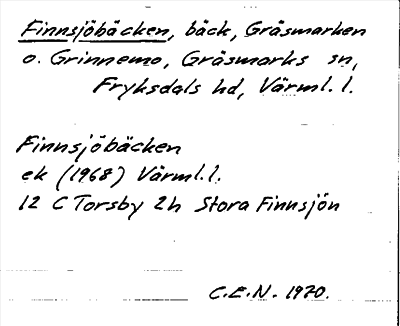 Finnsjöbäcken, bäck, Gräsmarken
o. Grinnemo, Gräsmarks sn,
Fryksdals hd, Värml. l.
Finnsjöbäcken
ek (1968) Värml. l.
12 C Torsby 2h Stora Finnsjön
C.E.N. 1970.